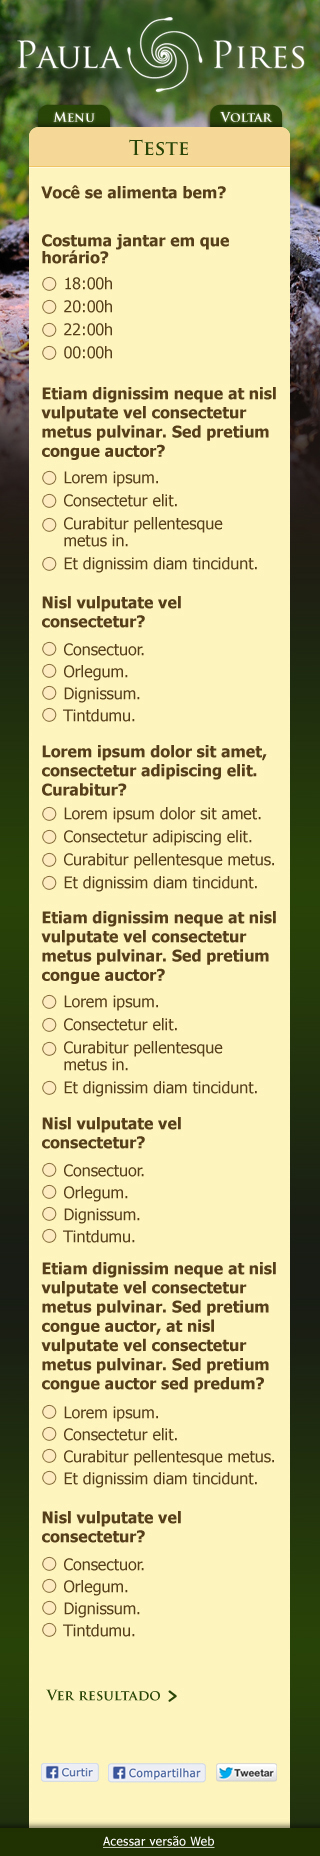 PAULA PIRES
MENU
VOLTAR
TESTE
Você se alimenta bem?
Costuma jantar em que
horário?
18:00h
20:00h
22:00h
00:00h
Etiam dignissim neque at nisl
vulputate vel consectetur
metus pulvinar. Sed pretium
congue auctor?
Lorem ipsum.
Consectetur elit.
Curabitur pellentesque
metus in.
Et dignissim diam tincidunt.
Nisl vulputate vel
consectetur?
Consectuor.
Orlegum.
Dignissum.
Tintdumu.
Lorem ipsum dolor sit amet,
consectetur adipiscing elit.
Curabitur?
Lorem ipsum dolor sit amet.
Consectetur adipiscing elit.
Curabitur pellentesque metus.
Et dignissim diam tincidunt.
Etiam dignissim neque at nisl
vulputate vel consectetur
metus pulvinar. Sed pretium
congue auctor?
Lorem ipsum.
Consectetur elit.
Curabitur pellentesque
metus in.
Et dignissim diam tincidunt.
Nisl vulputate vel
consectetur?
Consectuor.
Orlegum.
Dignissum.
Tintdumu.
Etiam dignissim neque at nisl
vulputate vel consectetur
metus pulvinar. Sed pretium
congue auctor, at nisl
vulputate vel consectetur
metus pulvinar. Sed pretium
congue auctor sed predum?
Lorem ipsum.
Consectetur elit.
Curabitur pellentesque metus.
Et dignissim diam tincidunt.
Nisl vulputate vel
consectetur?
Consectuor.
Orlegum.
Dignissum.
Tintdumu.
VER RESULTADO
Curtir
Compartilhar
Tweetar
Acessar versão Web